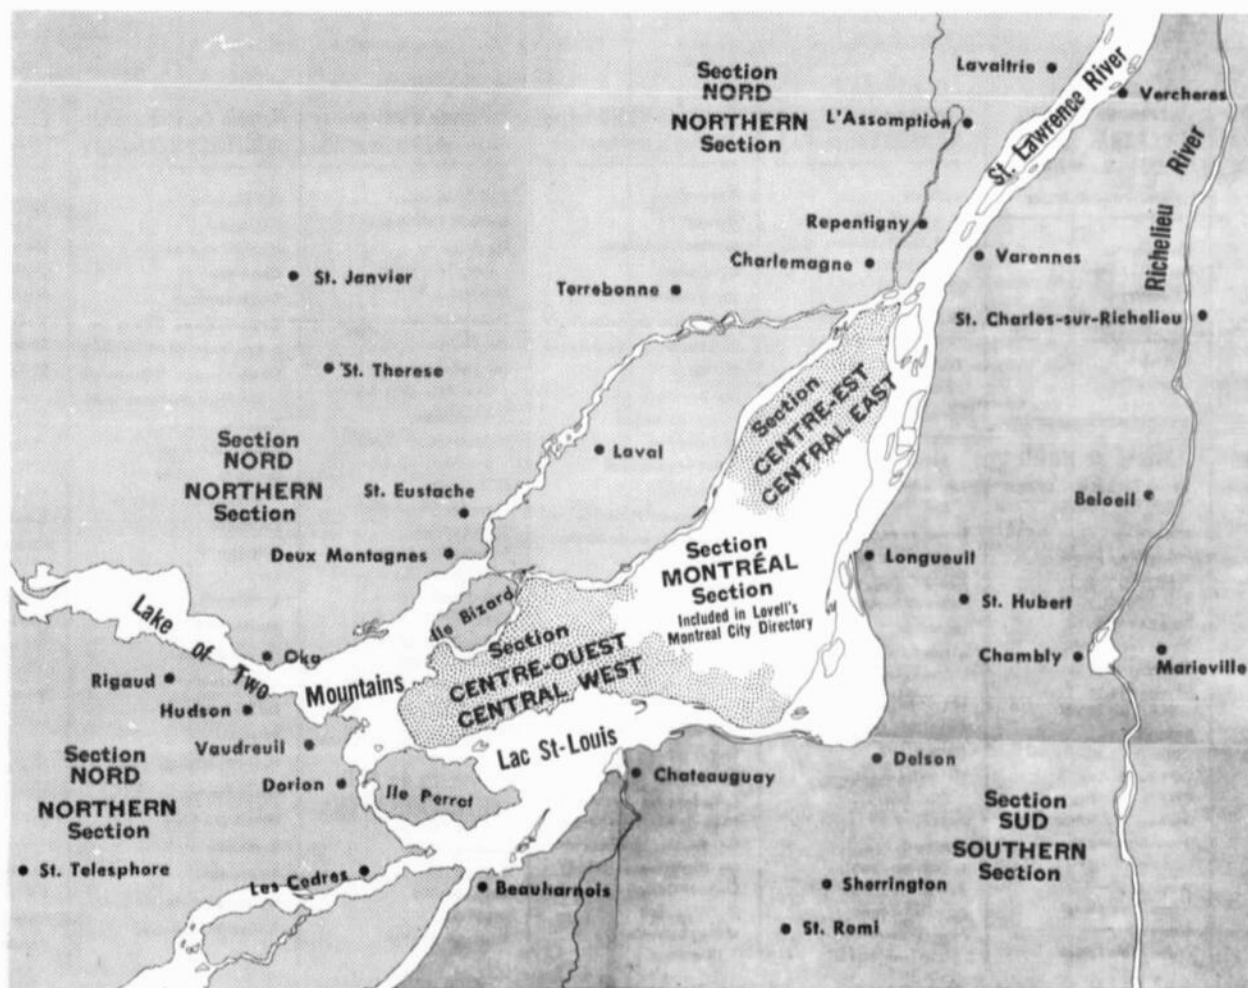 Section
NORD
NORTHERN
Section
Lavaltrie
Vercheres
L'Assomption
St. Lawrence River
Richelieu River
Repentigny
Charlemagne
Varennes
St. Janvier
Terrebonne
St. Charles-sur-Richelieu
St. Therese
Section
CENTRE-EST
CENTRAL EAST
Section
NORD
NORTHERN
Section
Laval
St. Eustache
Beloeil
Deux Montagnes
Section
MONTRÉAL
Section
Included in Lovell's
Montreal City Directory
Longueuil
Ile Bizard
St. Hubert
Lake of Two Mountains
Oka
Section
CENTRE-OUEST
CENTRAL WEST
Chambly
Marieville
Rigaud
Hudson
Vaudreuil
Lac St-Louis
Section
NORD
NORTHERN
Section
Dorion
Ile Perrot
Chateauguay
Delson
Section
SUD
SOUTHERN
Section
St. Telesphore
Les Cedres
Beauharnois
Sherrington
St. Remi